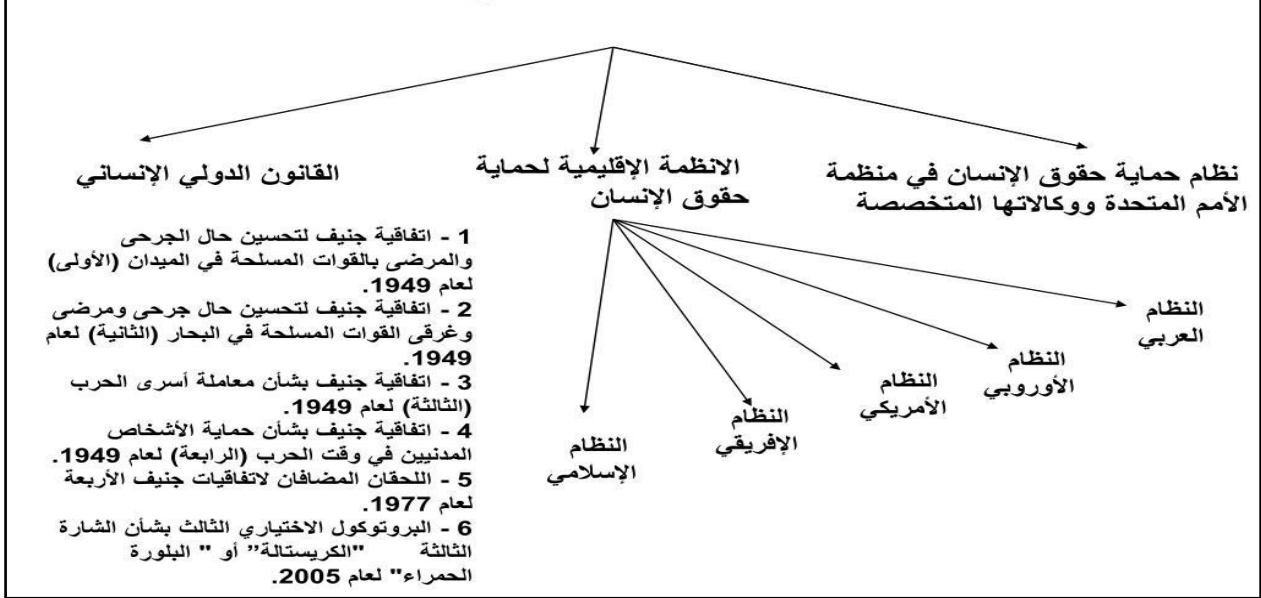 نظام حماية حقوق الإنسان في منظمة
الأمم المتحدة ووكالاتها المتخصصة
الانظمة الإقليمية لحماية
حقوق الإنسان
النظام
العربي
النظام
الأوروبي
النظام
الأمريكي
النظام
الإفريقي
النظام
الإسلامي
القانون الدولي الإنساني
1 - اتفاقية جنيف لتحسين حال الجرحى
والمرضى بالقوات المسلحة في الميدان (الأولى)
لعام 1949.
2 - اتفاقية جنيف لتحسين حال جرحى ومرضى
وغرقى القوات المسلحة في البحار (الثانية) لعام
1949.
3 - اتفاقية جنيف بشأن معاملة أسرى الحرب
(الثالثة) لعام 1949.
4 - اتفاقية جنيف بشأن حماية الأشخاص
المدنيين في وقت الحرب (الرابعة) لعام 1949.
5 - اللحقان المضافان لاتفاقيات جنيف الأربعة
لعام 1977.
6 - البروتوكول الاختياري الثالث بشأن الشارة
الثالثة "الكريستالة" أو " البلورة
الحمراء" لعام 2005.